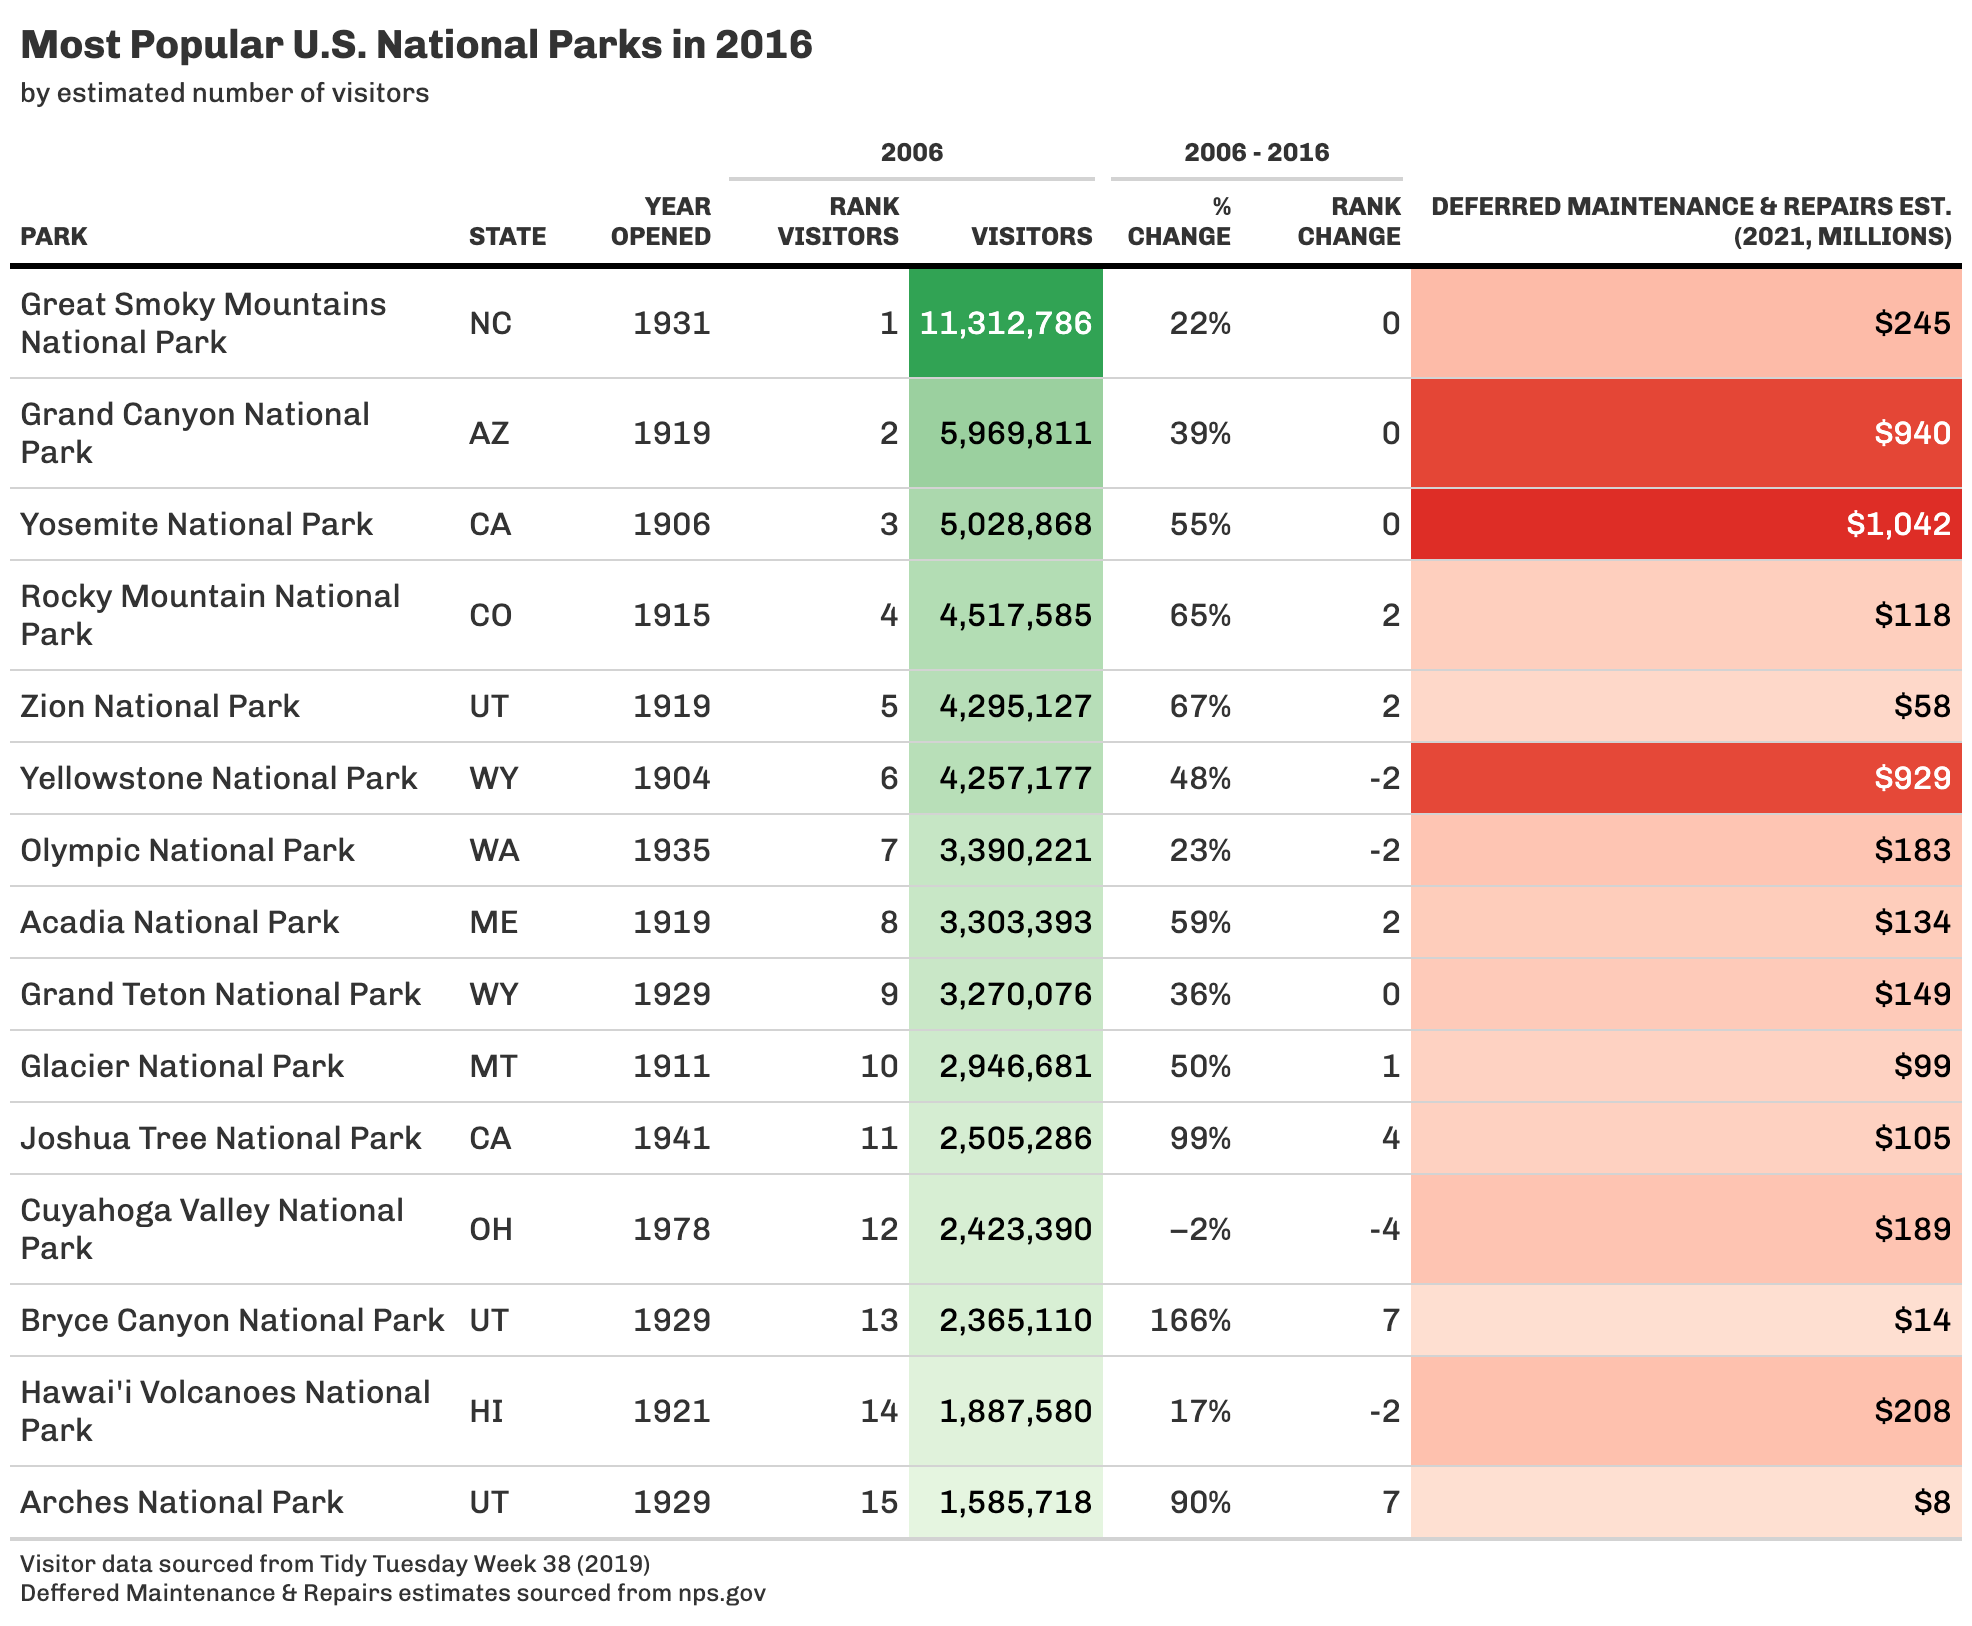 Most Popular U.S. National Parks in 2016
by estimated number of visitors
2006 2006 - 2016
PARK STATE YEAR OPENED RANK VISITORS VISITORS % CHANGE RANK CHANGE DEFERRED MAINTENANCE & REPAIRS EST. (2021, MILLIONS)
Great Smoky Mountains National Park NC 1931 1 11,312,786 22% 0 $245
Grand Canyon National Park AZ 1919 2 5,969,811 39% 0 $940
Yosemite National Park CA 1906 3 5,028,868 55% 0 $1,042
Rocky Mountain National Park CO 1915 4 4,517,585 65% 2 $118
Zion National Park UT 1919 5 4,295,127 67% 2 $58
Yellowstone National Park WY 1904 6 4,257,177 48% -2 $929
Olympic National Park WA 1935 7 3,390,221 23% -2 $183
Acadia National Park ME 1919 8 3,303,393 59% 2 $134
Grand Teton National Park WY 1929 9 3,270,076 36% 0 $149
Glacier National Park MT 1911 10 2,946,681 50% 1 $99
Joshua Tree National Park CA 1941 11 2,505,286 99% 4 $105
Cuyahoga Valley National Park OH 1978 12 2,423,390 −2% -4 $189
Bryce Canyon National Park UT 1929 13 2,365,110 166% 7 $14
Hawai'i Volcanoes National Park HI 1921 14 1,887,580 17% -2 $208
Arches National Park UT 1929 15 1,585,718 90% 7 $8
Visitor data sourced from Tidy Tuesday Week 38 (2019)
Deffered Maintenance & Repairs estimates sourced from nps.gov